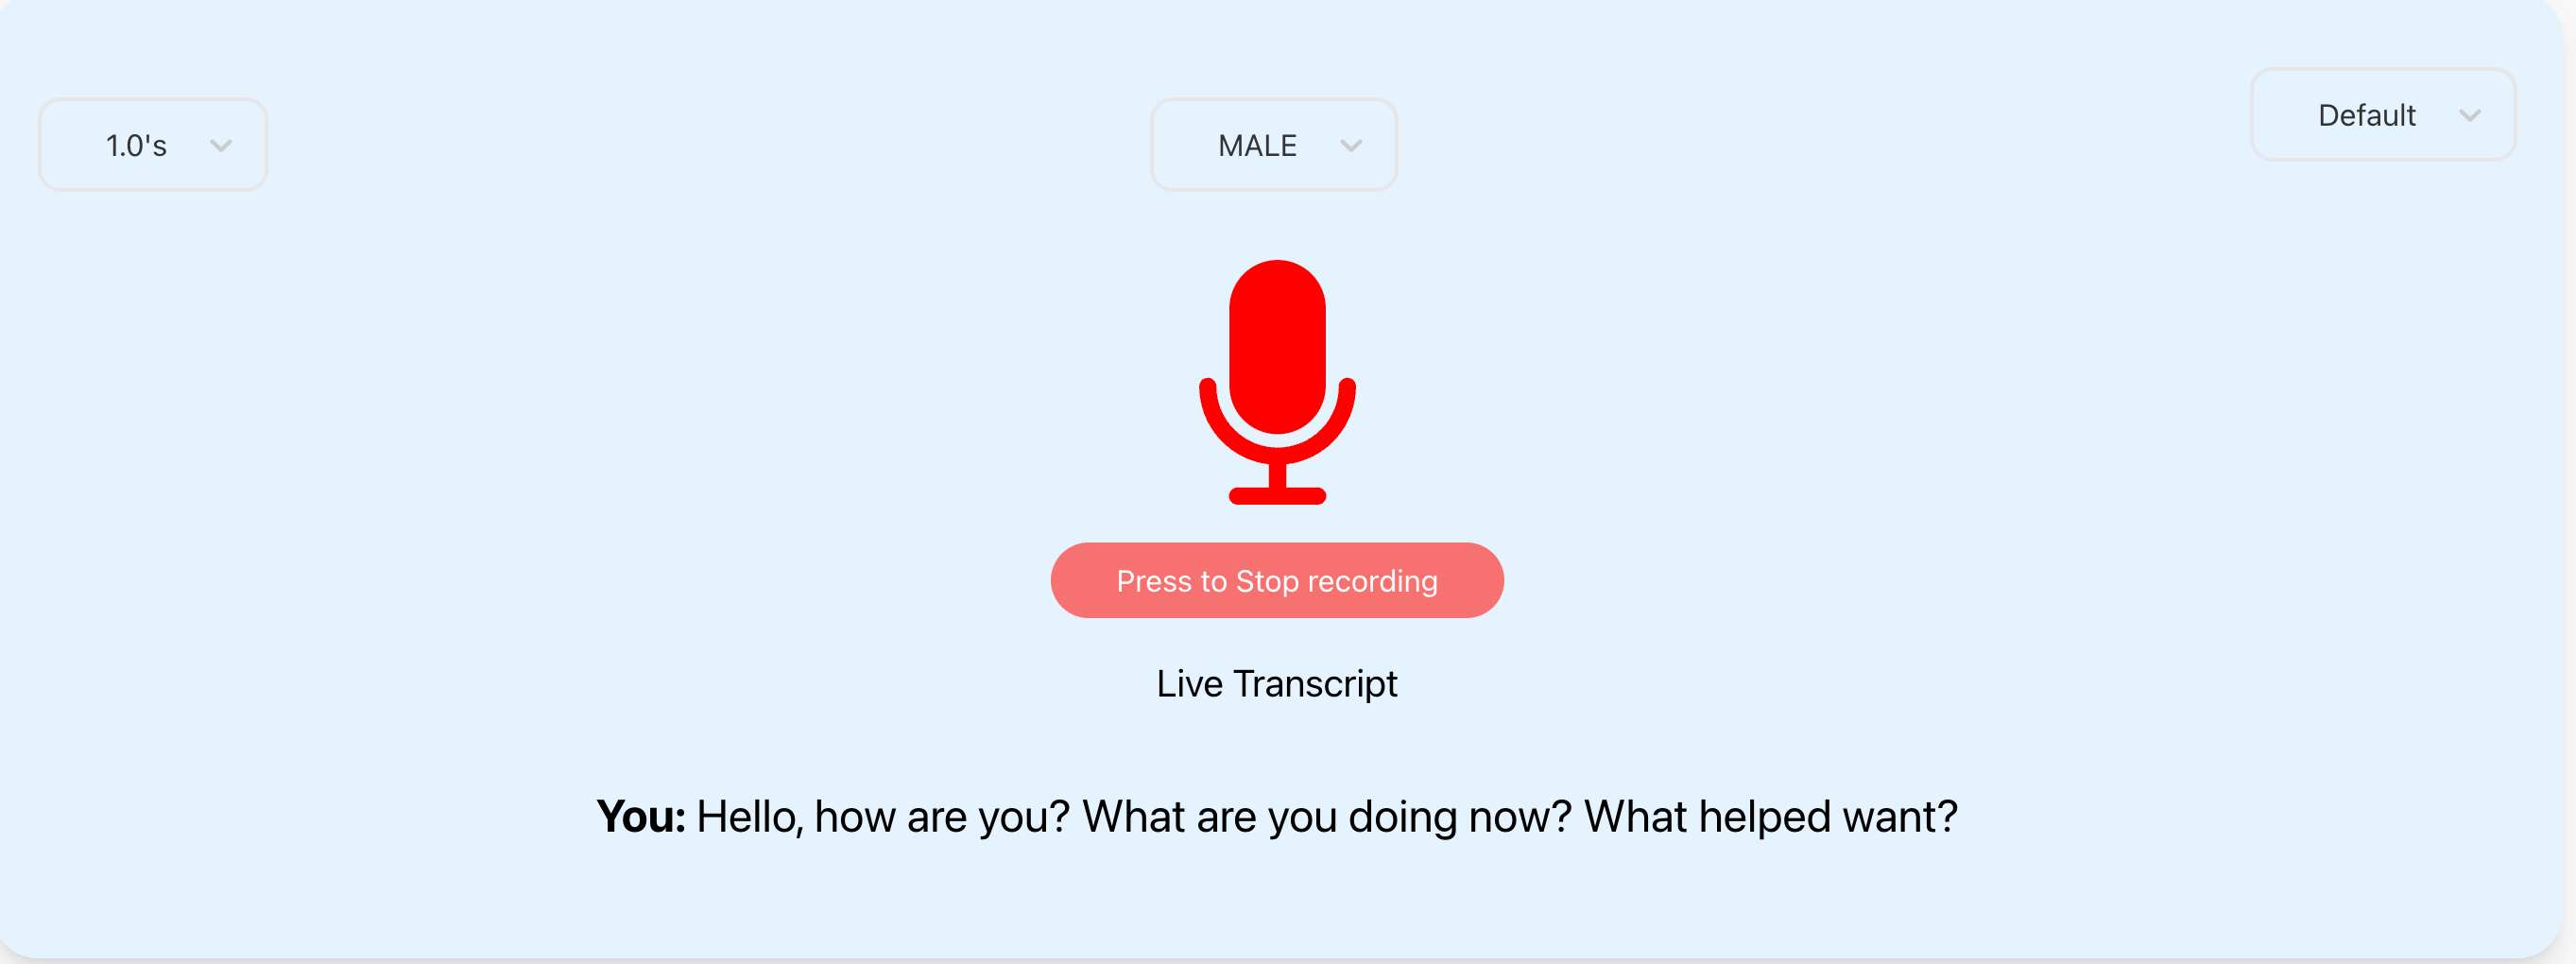 1.0's
MALE
Default
Press to Stop recording
Live Transcript
You: Hello, how are you? What are you doing now? What helped want?